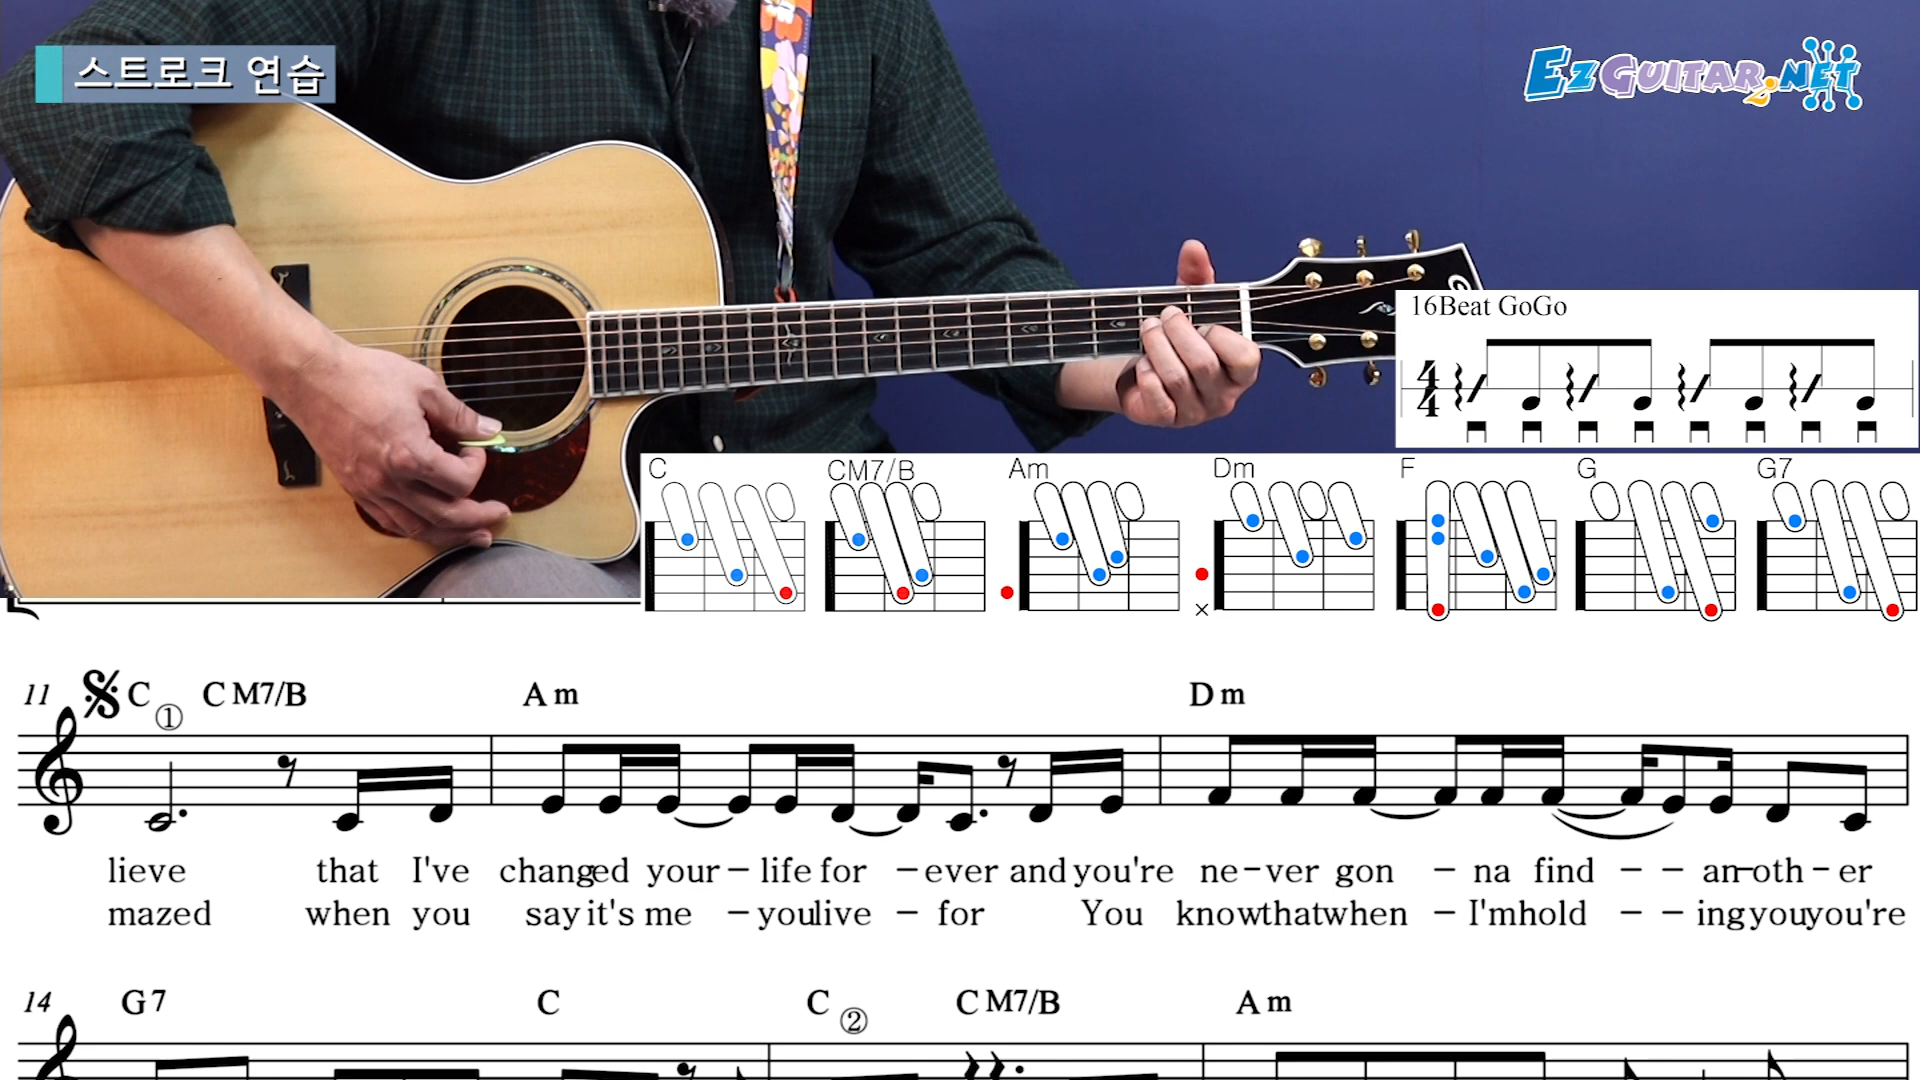 스트로크 연습
EzGUITAR2.NET
16Beat GoGo
4
4
C CM7/B Am Dm F G G7
×
11 C CM7/B Am Dm
①
lieve that I've changed your – life for – ever and you're ne – ver gon – na find – – an – oth – er
mazed when you say it's me – you live – for You know that when – I'm hold – – ing you you're
14 G7 C C CM7/B Am
②